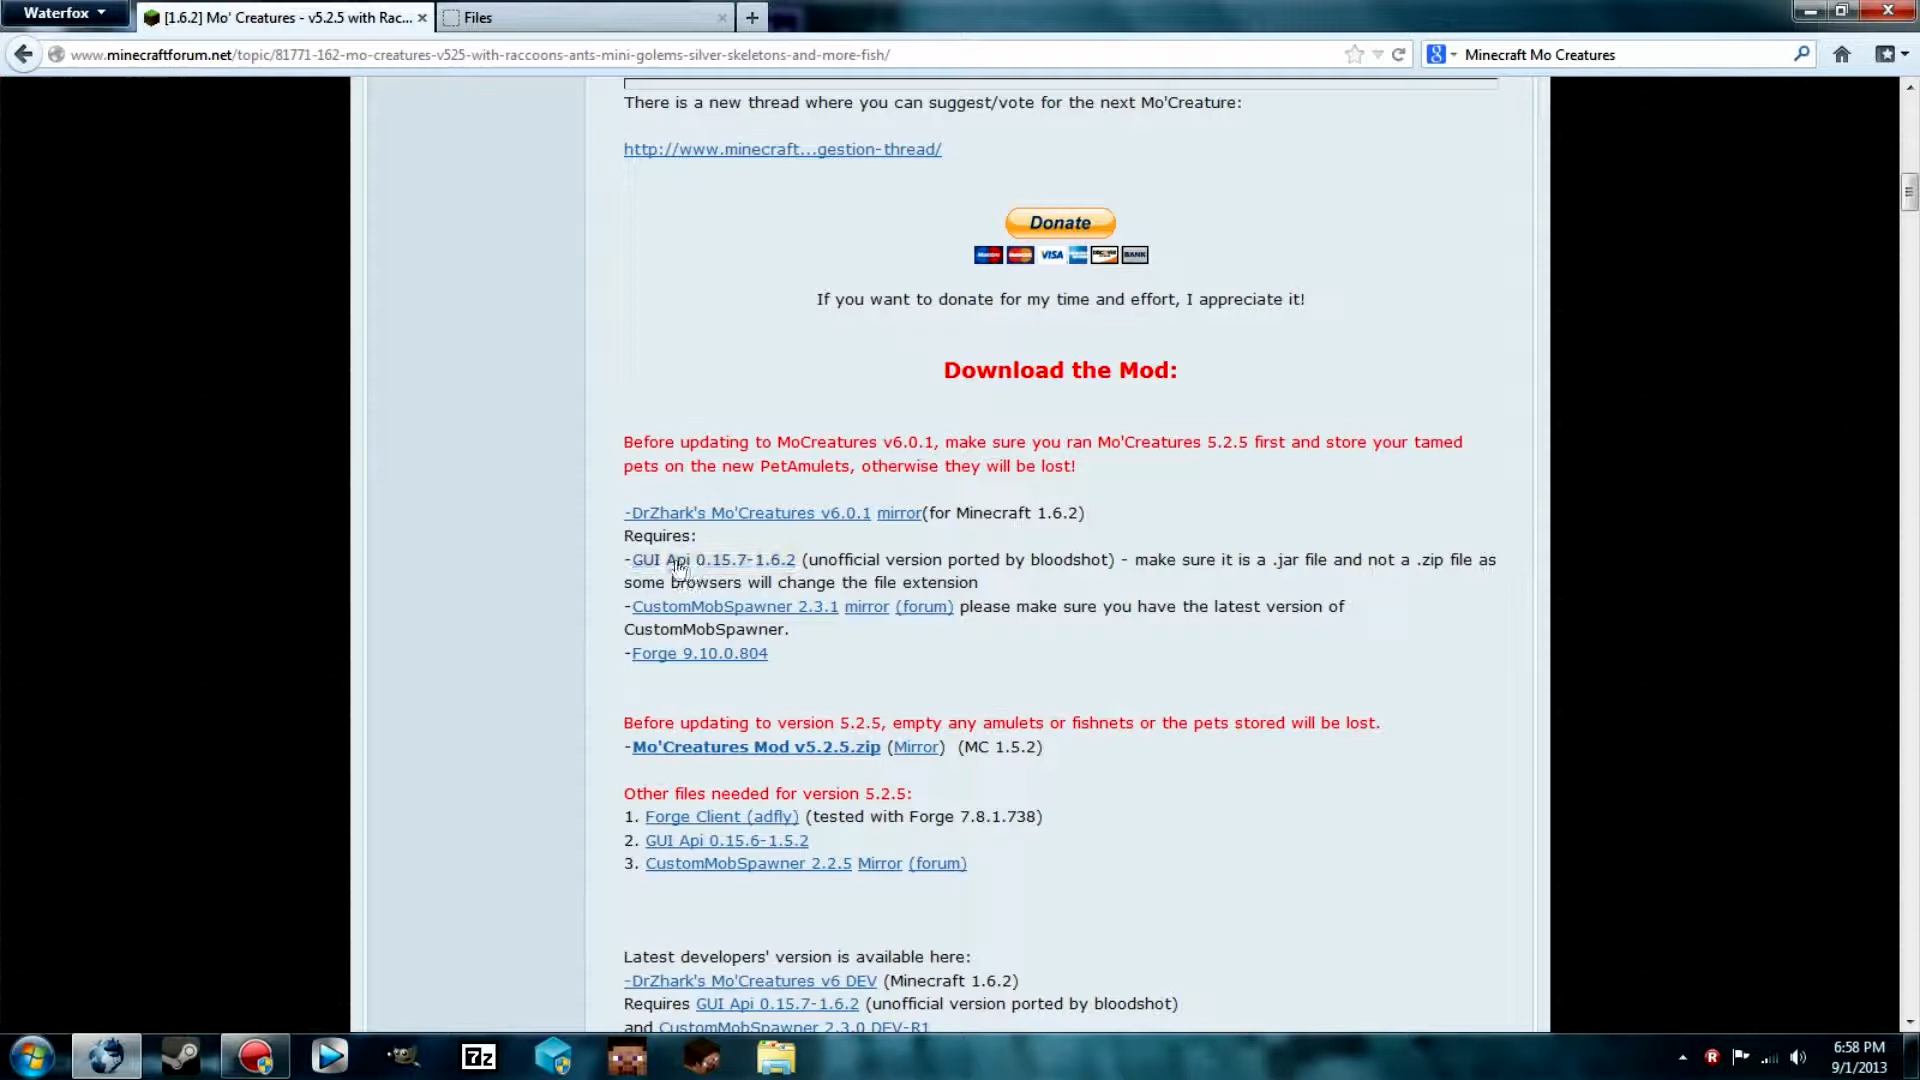 Waterfox
[1.6.2] Mo' Creatures - v5.2.5 with Rac... ×
Files ×
+
www.minecraftforum.net/topic/81771-162-mo-creatures-v525-with-raccoons-ants-mini-golems-silver-skeletons-and-more-fish/
Minecraft Mo Creatures
There is a new thread where you can suggest/vote for the next Mo'Creature:
http://www.minecraft...gestion-thread/
Donate
VISA
BANK
If you want to donate for my time and effort, I appreciate it!
Download the Mod:
Before updating to MoCreatures v6.0.1, make sure you ran Mo'Creatures 5.2.5 first and store your tamed
pets on the new PetAmulets, otherwise they will be lost!
-DrZhark's Mo'Creatures v6.0.1 mirror(for Minecraft 1.6.2)
Requires:
-GUI Api 0.15.7-1.6.2 (unofficial version ported by bloodshot) - make sure it is a .jar file and not a .zip file as
some browsers will change the file extension
-CustomMobSpawner 2.3.1 mirror (forum) please make sure you have the latest version of
CustomMobSpawner.
-Forge 9.10.0.804
Before updating to version 5.2.5, empty any amulets or fishnets or the pets stored will be lost.
-Mo'Creatures Mod v5.2.5.zip (Mirror) (MC 1.5.2)
Other files needed for version 5.2.5:
1. Forge Client (adfly) (tested with Forge 7.8.1.738)
2. GUI Api 0.15.6-1.5.2
3. CustomMobSpawner 2.2.5 Mirror (forum)
Latest developers' version is available here:
-DrZhark's Mo'Creatures v6 DEV (Minecraft 1.6.2)
Requires GUI Api 0.15.7-1.6.2 (unofficial version ported by bloodshot)
and CustomMobSpawner 2.3.0 DEV-R1
7z
R
6:58 PM
9/1/2013